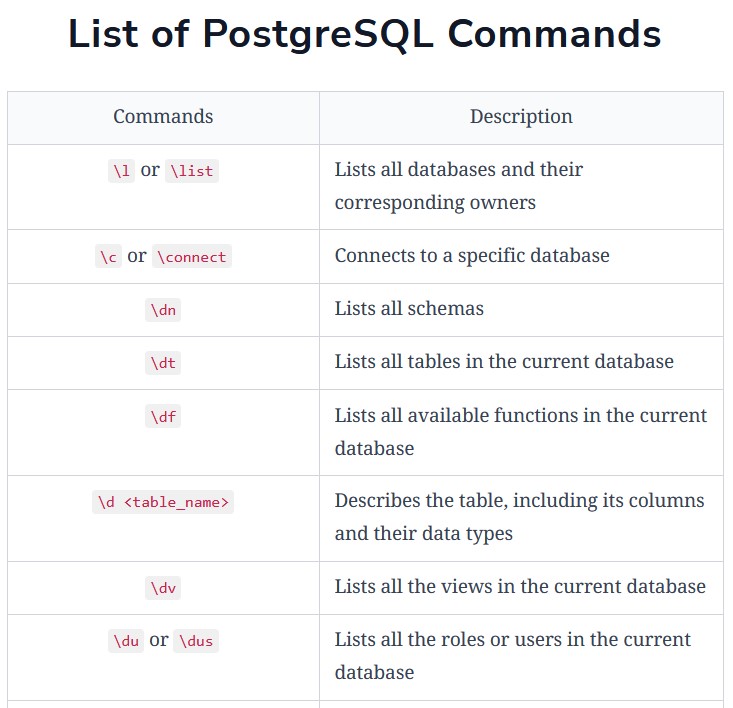 List of PostgreSQL Commands
Commands
Description
\l or \list
Lists all databases and their
corresponding owners
\c or \connect
Connects to a specific database
\dn
Lists all schemas
\dt
Lists all tables in the current database
\df
Lists all available functions in the current
database
\d <table_name>
Describes the table, including its columns
and their data types
\dv
Lists all the views in the current database
\du or \dus
Lists all the roles or users in the current
database